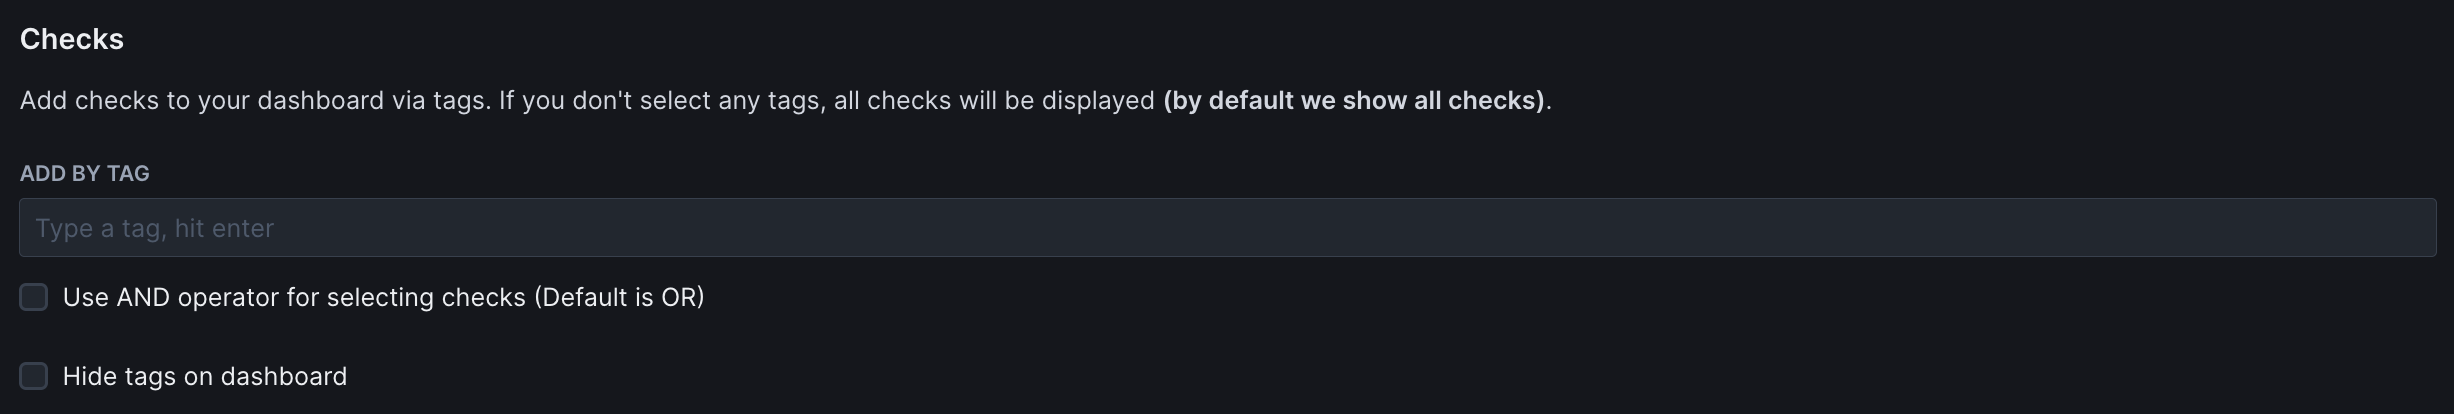 Checks
Add checks to your dashboard via tags. If you don't select any tags, all checks will be displayed (by default we show all checks).
ADD BY TAG
Type a tag, hit enter
Use AND operator for selecting checks (Default is OR)
Hide tags on dashboard